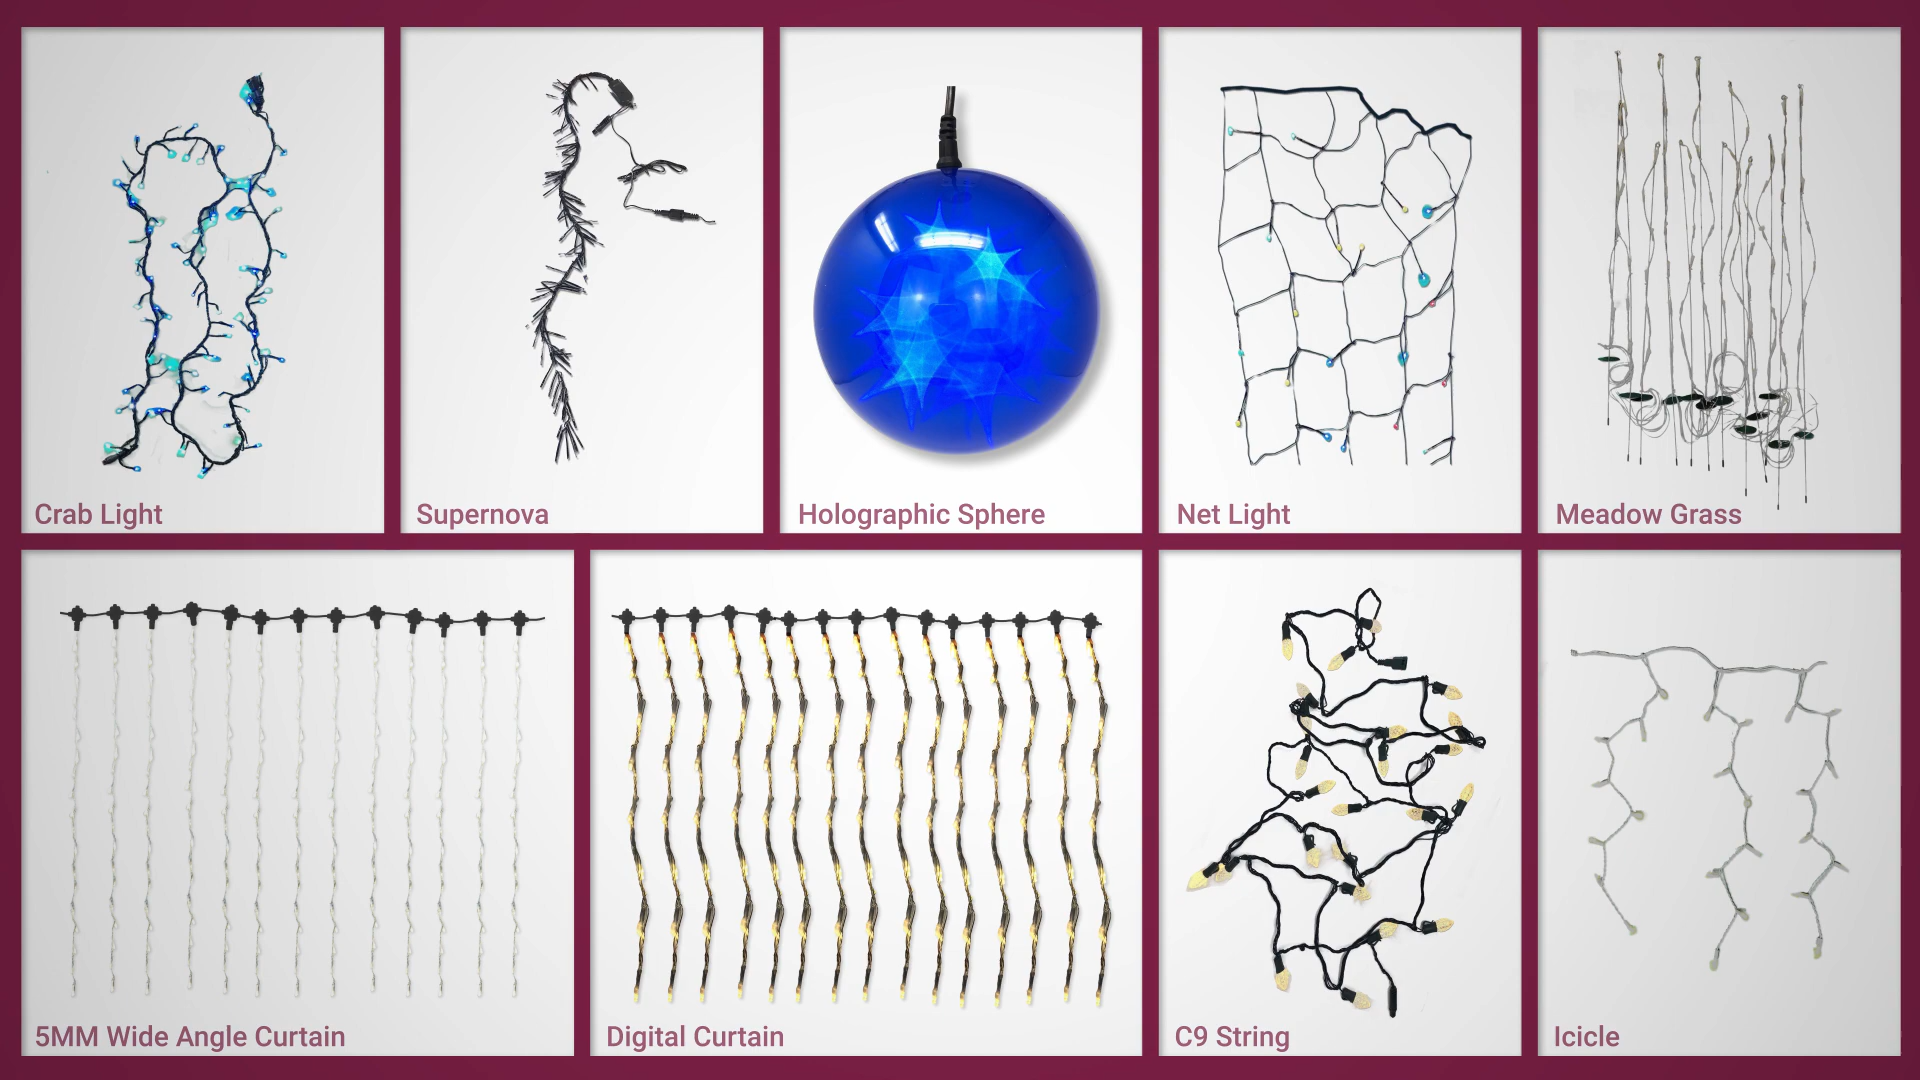 Crab Light
Supernova
Holographic Sphere
Net Light
Meadow Grass
5MM Wide Angle Curtain
Digital Curtain
C9 String
Icicle